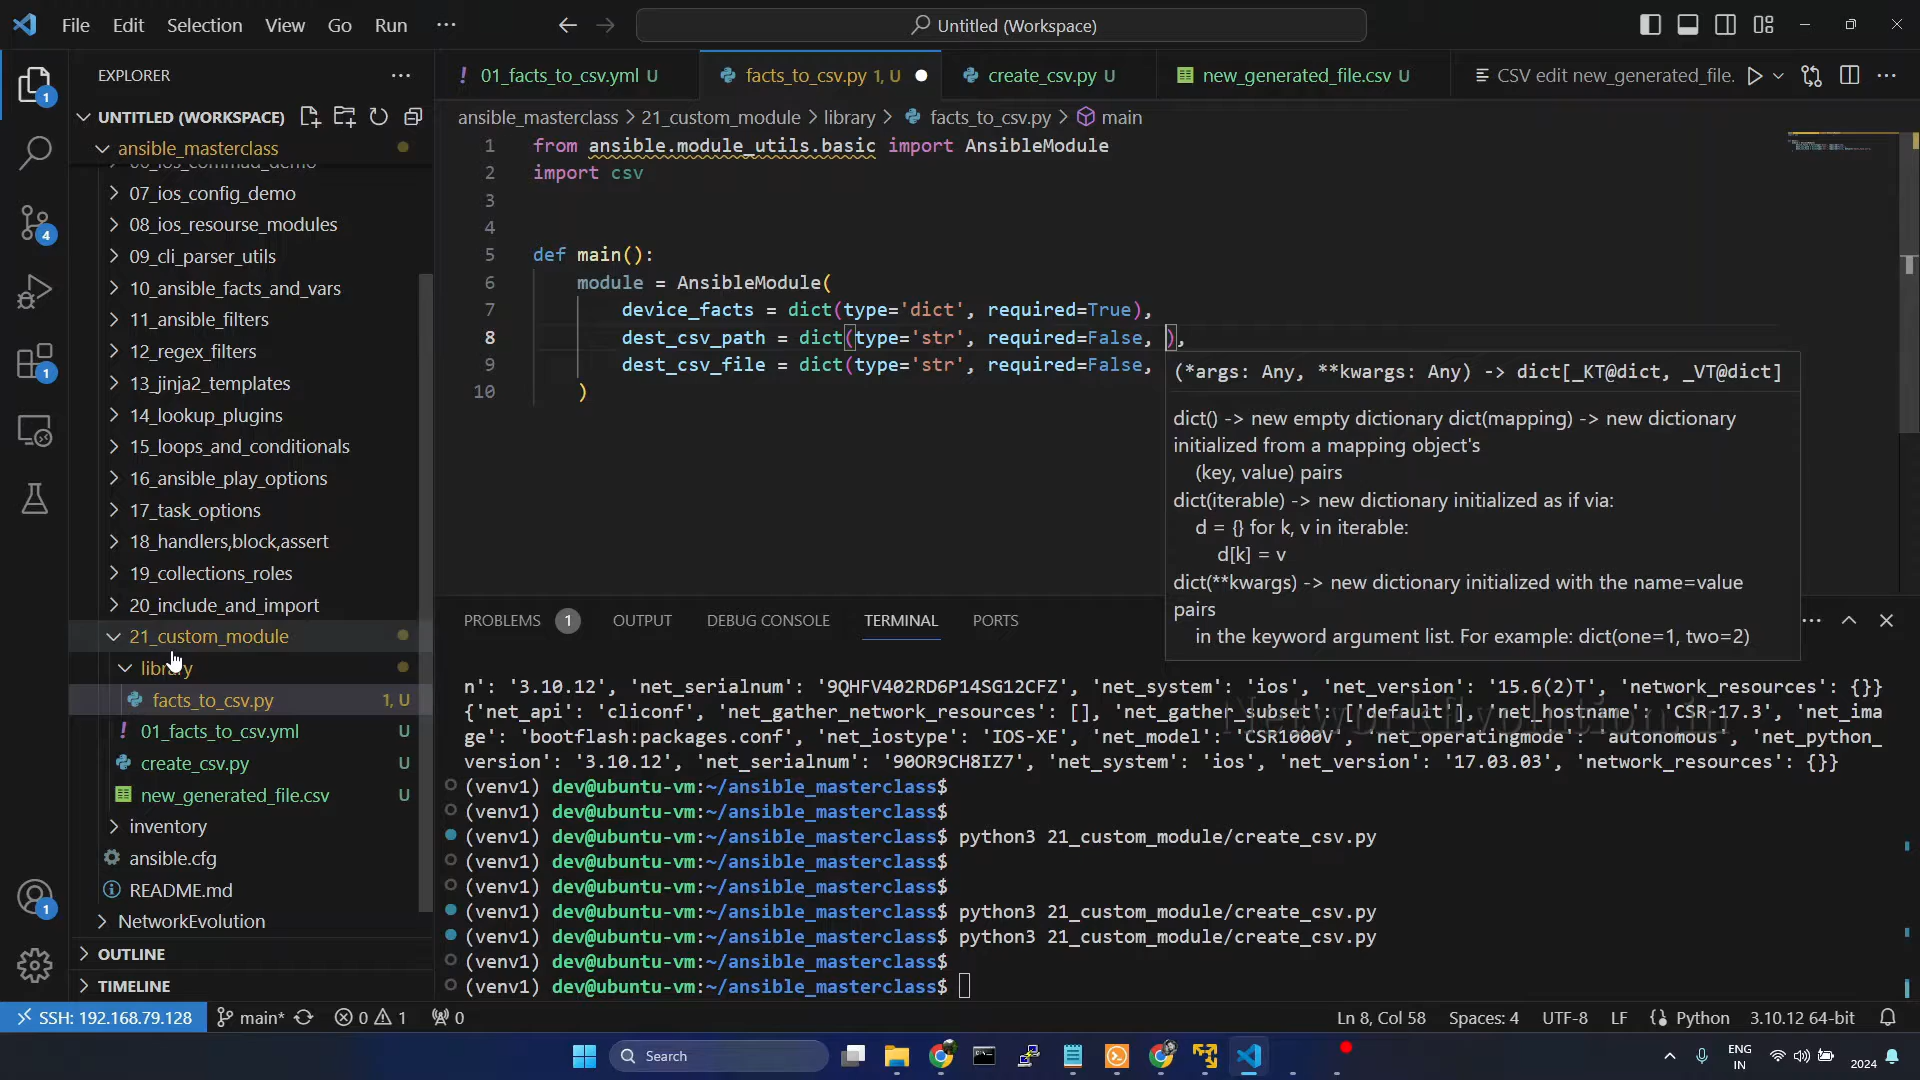 File Edit Selection View Go Run ··· Untitled (Workspace)
EXPLORER ···
UNTITLED (WORKSPACE)
ansible_masterclass
07_ios_config_demo
08_ios_resourse_modules
09_cli_parser_utils
10_ansible_facts_and_vars
11_ansible_filters
12_regex_filters
13_jinja2_templates
14_lookup_plugins
15_loops_and_conditionals
16_ansible_play_options
17_task_options
18_handlers,block,assert
19_collections_roles
20_include_and_import
21_custom_module
library
facts_to_csv.py 1, U
01_facts_to_csv.yml U
create_csv.py U
new_generated_file.csv U
inventory
ansible.cfg
README.md
NetworkEvolution
OUTLINE
TIMELINE
! 01_facts_to_csv.yml U facts_to_csv.py 1, U create_csv.py U new_generated_file.csv U CSV edit new_generated_file.
ansible_masterclass > 21_custom_module > library > facts_to_csv.py > main
1 from ansible.module_utils.basic import AnsibleModule
2 import csv
3
4
5 def main():
6 module = AnsibleModule(
7 device_facts = dict(type='dict', required=True),
8 dest_csv_path = dict(type='str', required=False, ),
9 dest_csv_file = dict(type='str', required=False,
10 )
(*args: Any, **kwargs: Any) -> dict[_KT@dict, _VT@dict]
dict() -> new empty dictionary dict(mapping) -> new dictionary
initialized from a mapping object's
(key, value) pairs
dict(iterable) -> new dictionary initialized as if via:
d = {} for k, v in iterable:
d[k] = v
dict(**kwargs) -> new dictionary initialized with the name=value
pairs
in the keyword argument list. For example: dict(one=1, two=2)
PROBLEMS 1 OUTPUT DEBUG CONSOLE TERMINAL PORTS
n': '3.10.12', 'net_serialnum': '9QHFV402RD6P14SG12CFZ', 'net_system': 'ios', 'net_version': '15.6(2)T', 'network_resources': {}}
{'net_api': 'cliconf', 'net_gather_network_resources': [], 'net_gather_subset': ['default'], 'net_hostname': 'CSR-17.3', 'net_ima
ge': 'bootflash:packages.conf', 'net_iostype': 'IOS-XE', 'net_model': 'CSR1000V', 'net_operatingmode': 'autonomous', 'net_python_
version': '3.10.12', 'net_serialnum': '90OR9CH8IZ7', 'net_system': 'ios', 'net_version': '17.03.03', 'network_resources': {}}
(venv1) dev@ubuntu-vm:~/ansible_masterclass$
(venv1) dev@ubuntu-vm:~/ansible_masterclass$
(venv1) dev@ubuntu-vm:~/ansible_masterclass$ python3 21_custom_module/create_csv.py
(venv1) dev@ubuntu-vm:~/ansible_masterclass$
(venv1) dev@ubuntu-vm:~/ansible_masterclass$
(venv1) dev@ubuntu-vm:~/ansible_masterclass$ python3 21_custom_module/create_csv.py
(venv1) dev@ubuntu-vm:~/ansible_masterclass$ python3 21_custom_module/create_csv.py
(venv1) dev@ubuntu-vm:~/ansible_masterclass$
(venv1) dev@ubuntu-vm:~/ansible_masterclass$
SSH: 192.168.79.128 main* 0 1 0 Ln 8, Col 58 Spaces: 4 UTF-8 LF Python 3.10.12 64-bit
Search ENG IN 2024